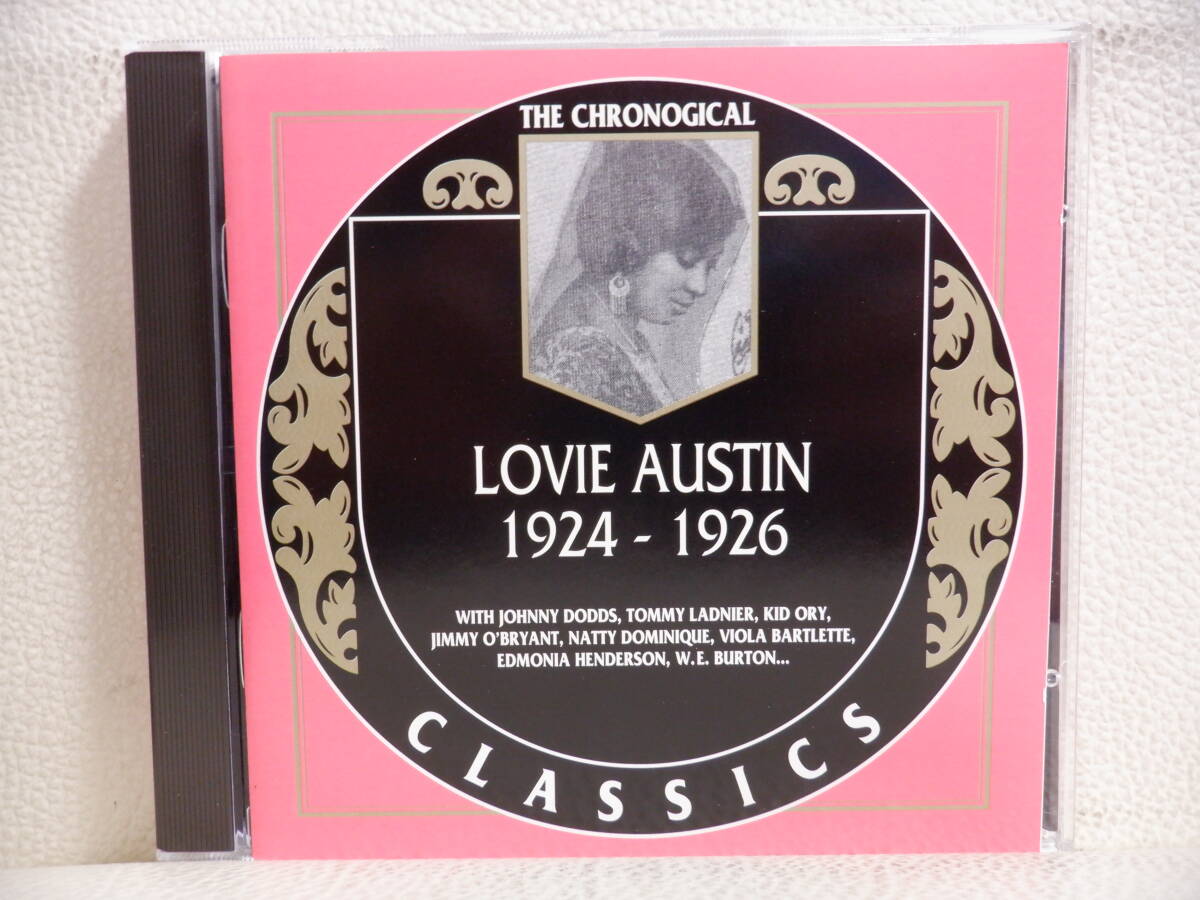 THE CHRONOGICAL
LOVIE AUSTIN
1924 - 1926
WITH JOHNNY DODDS, TOMMY LADNIER, KID ORY,
JIMMY O'BRYANT, NATTY DOMINIQUE, VIOLA BARTLETTE,
EDMONIA HENDERSON, W.E. BURTON...
CLASSICS